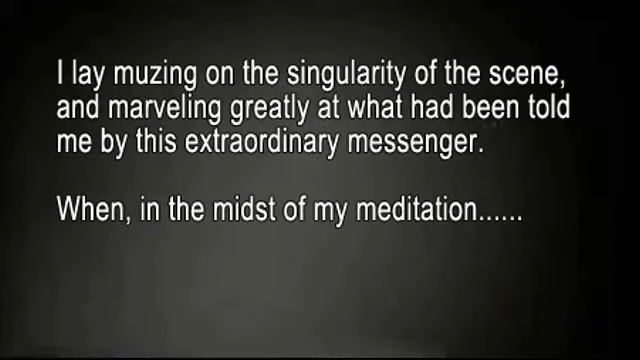 I lay muzing on the singularity of the scene,
and marveling greatly at what had been told
me by this extraordinary messenger.
When, in the midst of my meditation......